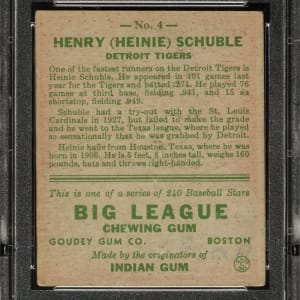 No. 4—
HENRY (HEINIE) SCHUBLE
DETROIT TIGERS
One of the fastest runners on the Detroit Tigers is
Heinie Schuble. He appeared in 101 games last
year for the Tigers and batted .271. He played 76
games at third base, fielding .941, and 15 as
shortstop, fielding .949.
Schuble had a try-out with the St. Louis
Cardinals in 1927, but failed to make the grade
and he went to the Texas league, where he played
so sensationally that he was grabbed by Detroit.
Heinie hails from Houston, Texas, where he was
born in 1906. He is 5 feet, 8 inches tall, weighs 160
pounds, bats and throws right-handed.
This is one of a series of 240 Baseball Stars
BIG LEAGUE
CHEWING GUM
GOUDEY GUM CO. BOSTON
Made by the originators of
INDIAN GUM